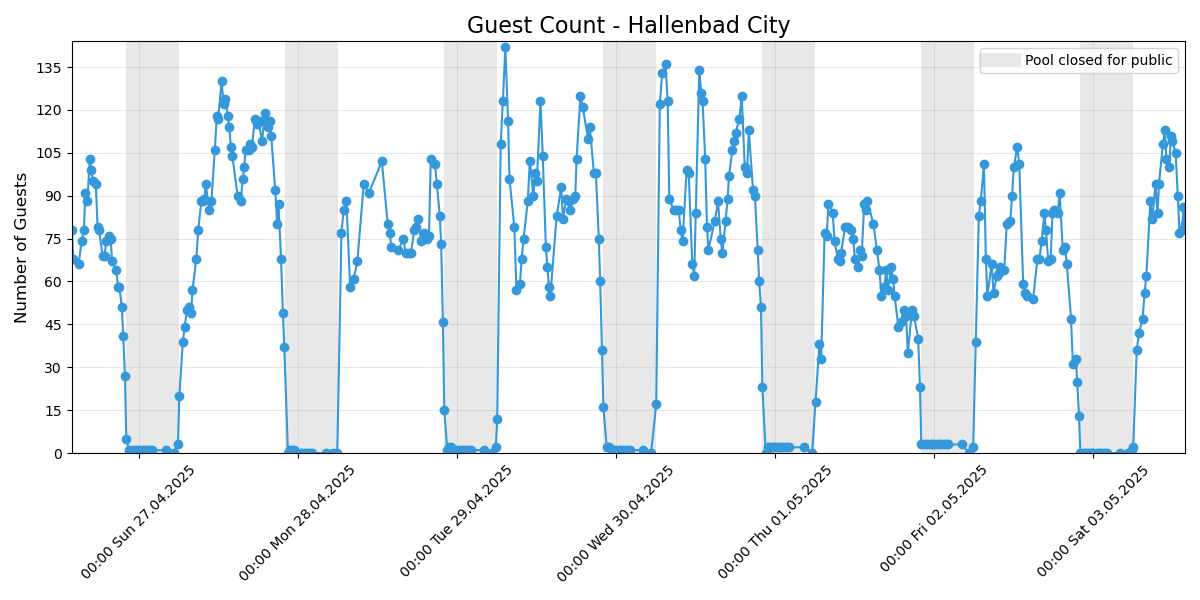 Guest Count - Hallenbad City
Pool closed for public
Number of Guests
135
120
105
90
75
60
45
30
15
0
00:00 Sun 27.04.2025
00:00 Mon 28.04.2025
00:00 Tue 29.04.2025
00:00 Wed 30.04.2025
00:00 Thu 01.05.2025
00:00 Fri 02.05.2025
00:00 Sat 03.05.2025